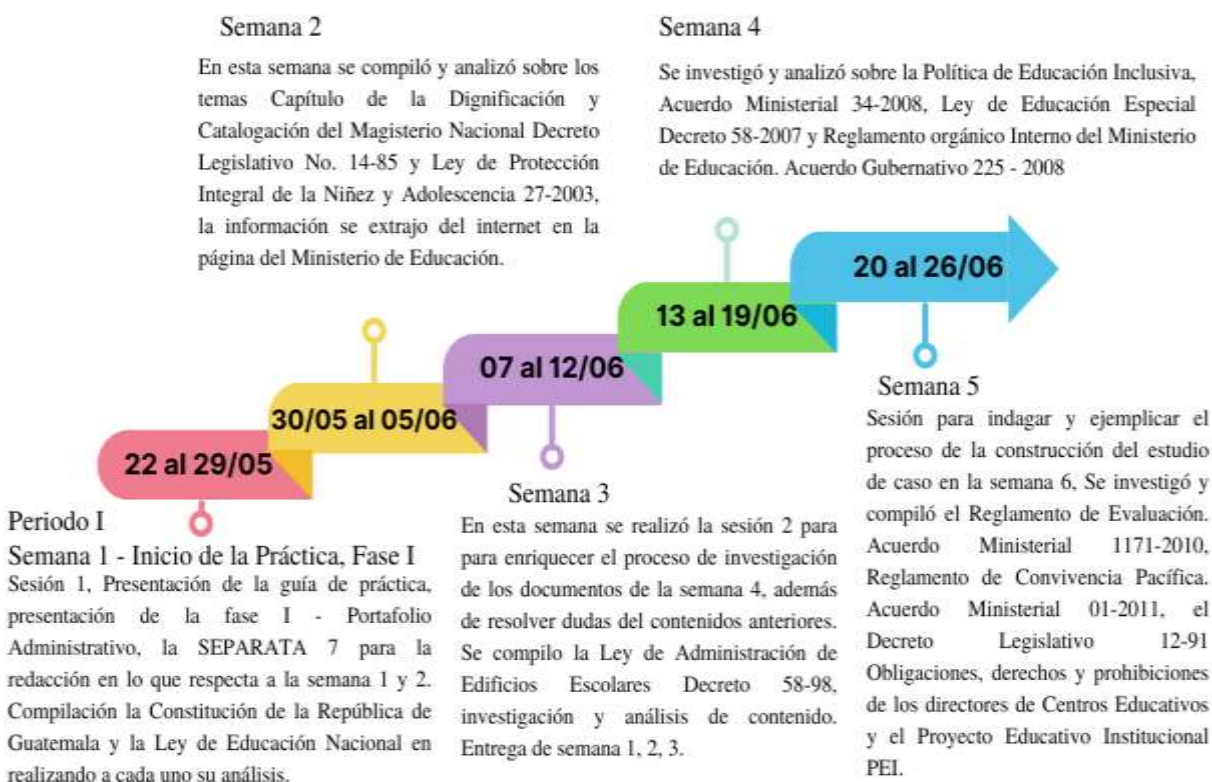 Semana 2
En esta semana se compiló y analizó sobre los
temas Capítulo de la Dignificación y
Catalogación del Magisterio Nacional Decreto
Legislativo No. 14-85 y Ley de Protección
Integral de la Niñez y Adolescencia 27-2003,
la información se extrajo del internet en la
página del Ministerio de Educación.
Semana 4
Se investigó y analizó sobre la Política de Educación Inclusiva,
Acuerdo Ministerial 34-2008, Ley de Educación Especial
Decreto 58-2007 y Reglamento orgánico Interno del Ministerio
de Educación. Acuerdo Gubernativo 225 - 2008
22 al 29/05
30/05 al 05/06
07 al 12/06
13 al 19/06
20 al 26/06
Periodo I
Semana 1 - Inicio de la Práctica, Fase I
Sesión 1, Presentación de la guía de práctica,
presentación de la fase I - Portafolio
Administrativo, la SEPARATA 7 para la
redacción en lo que respecta a la semana 1 y 2.
Compilación la Constitución de la República de
Guatemala y la Ley de Educación Nacional en
realizando a cada uno su análisis.
Semana 3
En esta semana se realizó la sesión 2 para
para enriquecer el proceso de investigación
de los documentos de la semana 4, además
de resolver dudas del contenidos anteriores.
Se compilo la Ley de Administración de
Edificios Escolares Decreto 58-98,
investigación y análisis de contenido.
Entrega de semana 1, 2, 3.
Semana 5
Sesión para indagar y ejemplicar el
proceso de la construcción del estudio
de caso en la semana 6, Se investigó y
compiló el Reglamento de Evaluación.
Acuerdo Ministerial 1171-2010,
Reglamento de Convivencia Pacífica.
Acuerdo Ministerial 01-2011, el
Decreto Legislativo 12-91
Obligaciones, derechos y prohibiciones
de los directores de Centros Educativos
y el Proyecto Educativo Institucional
PEI.